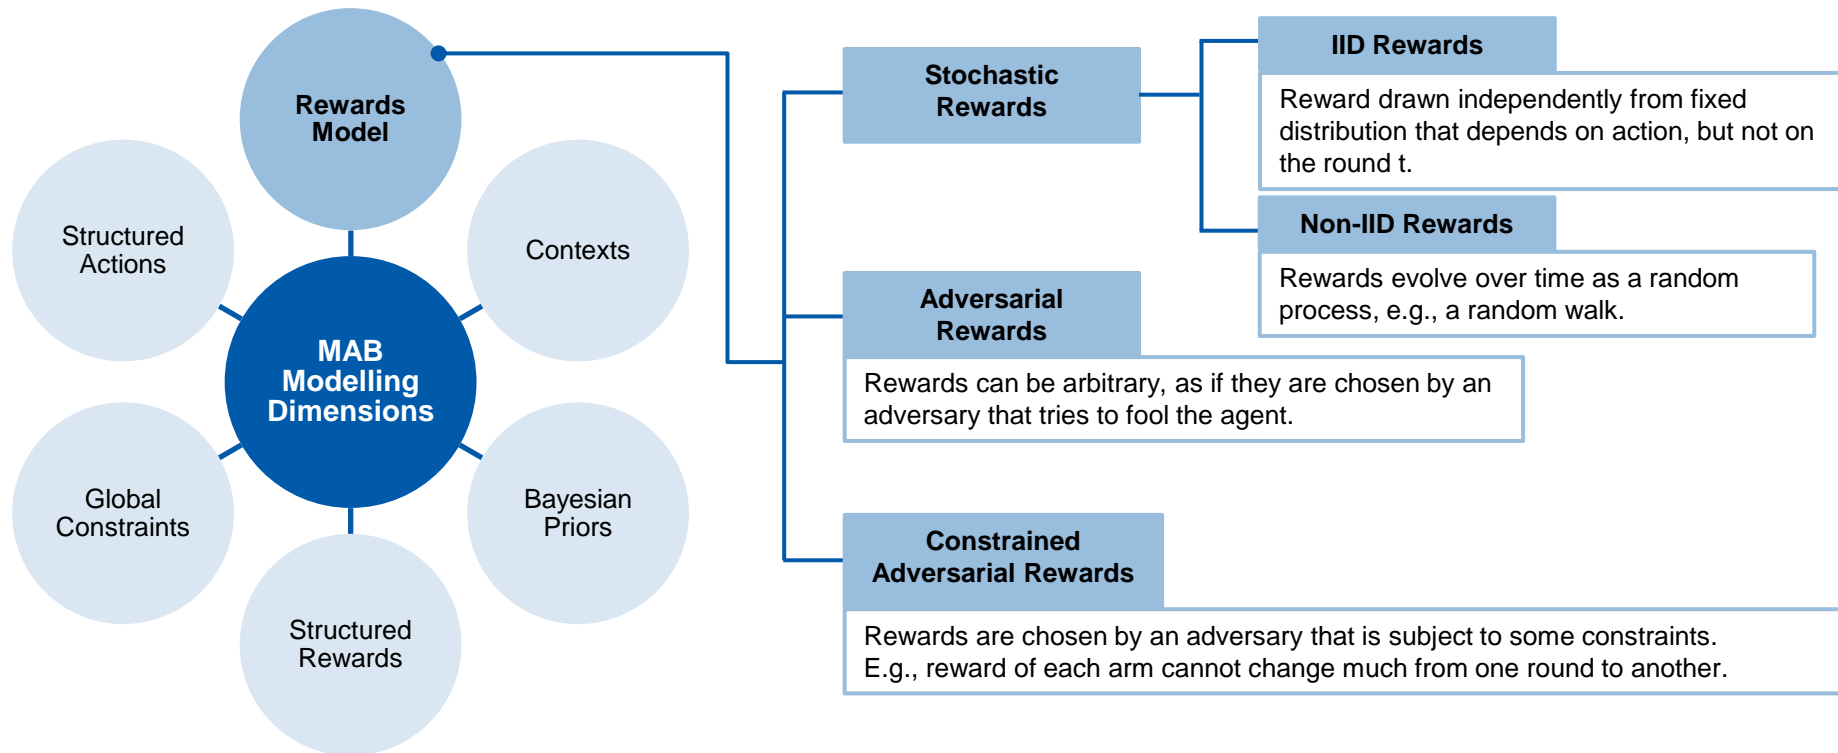 Rewards
Model
Structured
Actions
Contexts
MAB
Modelling
Dimensions
Global
Constraints
Bayesian
Priors
Structured
Rewards
Stochastic
Rewards
IID Rewards
Reward drawn independently from fixed
distribution that depends on action, but not on
the round t.
Non-IID Rewards
Rewards evolve over time as a random
process, e.g., a random walk.
Adversarial
Rewards
Rewards can be arbitrary, as if they are chosen by an
adversary that tries to fool the agent.
Constrained
Adversarial Rewards
Rewards are chosen by an adversary that is subject to some constraints.
E.g., reward of each arm cannot change much from one round to another.